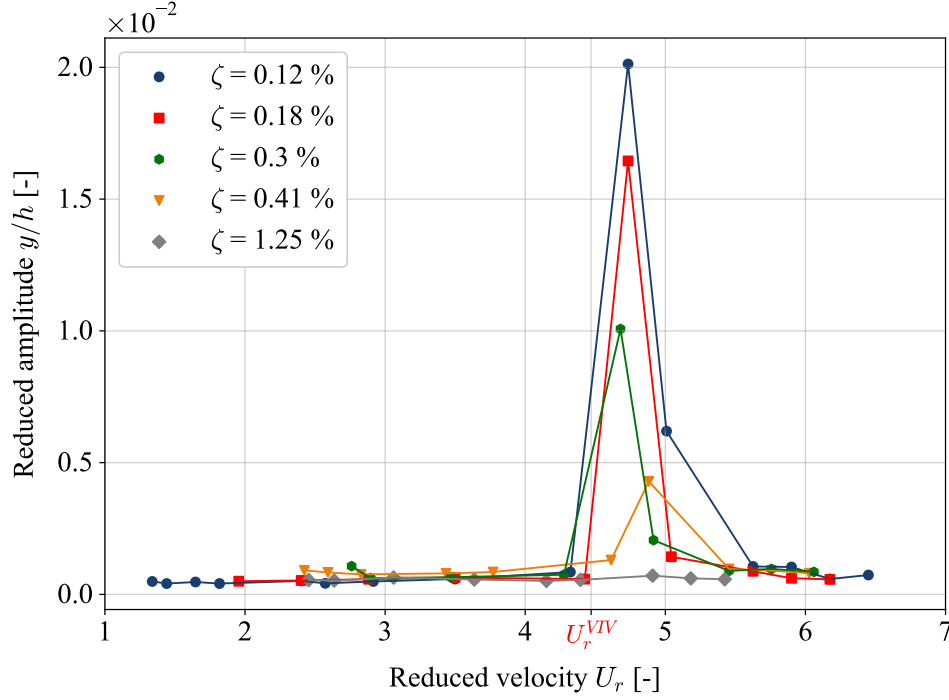 ×10⁻²
2.0
1.5
1.0
0.5
0.0
Reduced amplitude y/h [-]
ζ = 0.12 %
ζ = 0.18 %
ζ = 0.3 %
ζ = 0.41 %
ζ = 1.25 %
1 2 3 4 U_r^{VIV} 5 6 7
Reduced velocity U_r [-]